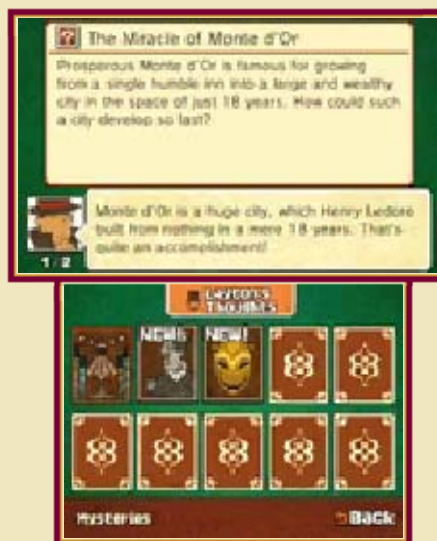 The Miracle of Monte d'Or
Prosperous Monte d'Or is famous for growing
from a single humble inn into a large and wealthy
city in the space of just 18 years. How could such
a city develop so fast?
Monte d'Or is a huge city, which Henry Ledore
built from nothing in a mere 18 years. That's
quite an accomplishment!
1/2
Layton's
Thoughts
NEW! NEW!
Mysteries Back